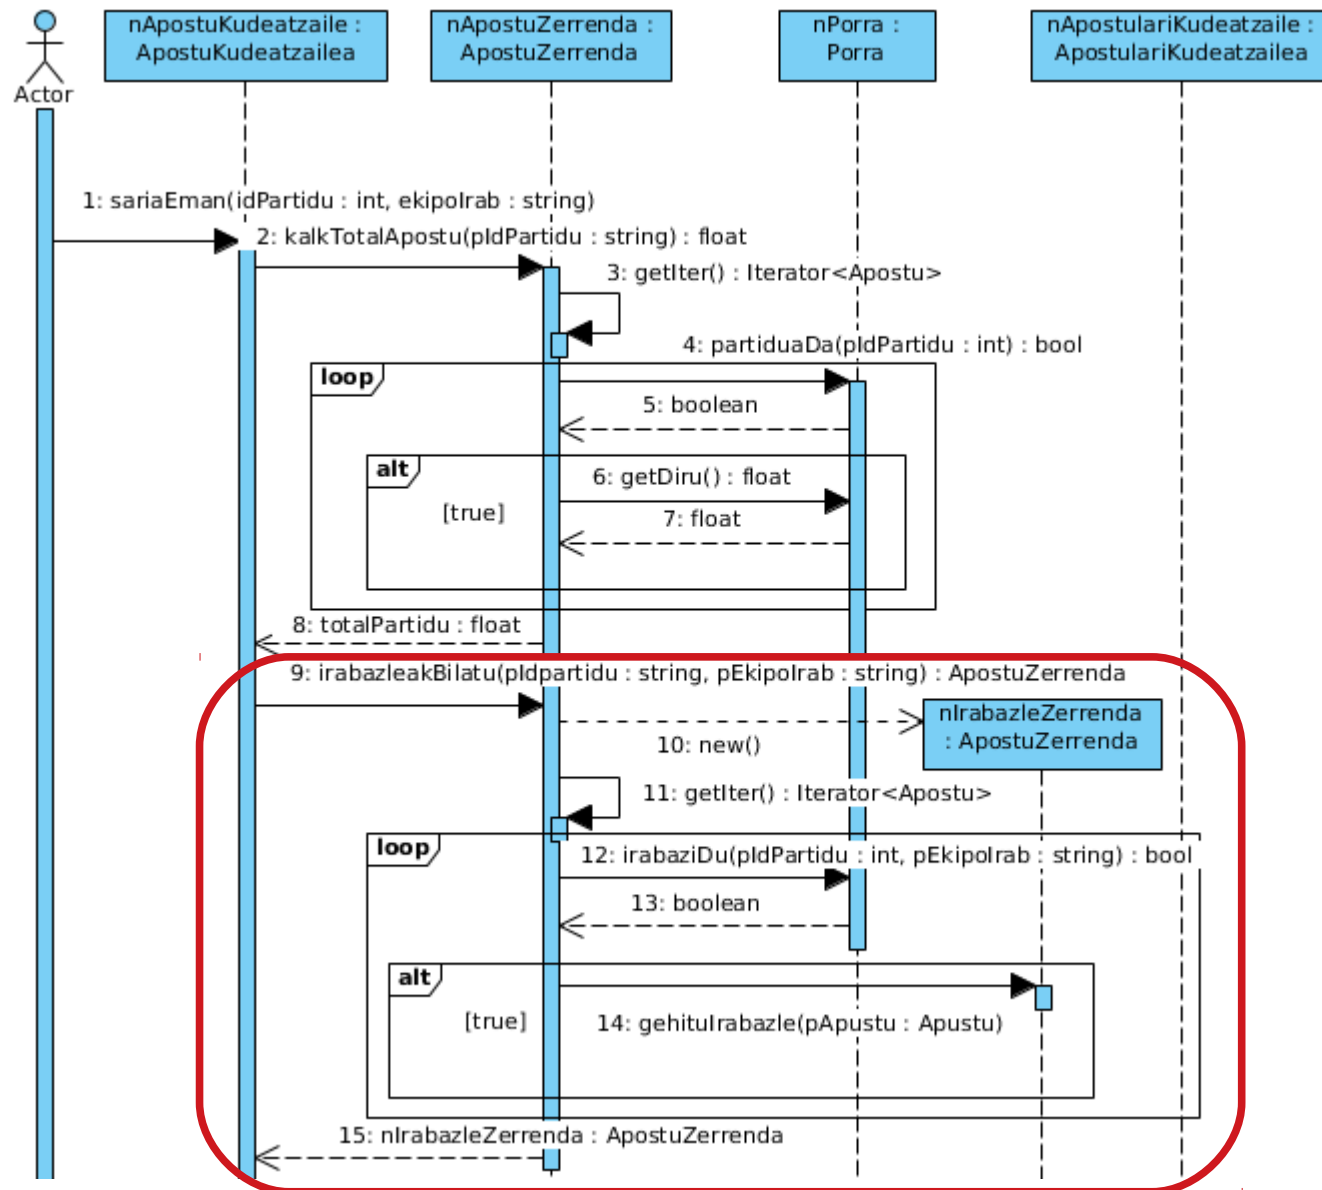 nApostuKudeatzaile :
ApostuKudeatzailea
nApostuZerrenda :
ApostuZerrenda
nPorra :
Porra
nApostulariKudeatzaile :
ApostulariKudeatzailea
Actor
1: sariaEman(idPartidu : int, ekipoIrab : string)
2: kalkTotalApostu(pIdPartidu : string) : float
3: getIter() : Iterator<Apostu>
4: partiduaDa(pIdPartidu : int) : bool
loop
5: boolean
alt
6: getDiru() : float
[true]
7: float
8: totalPartidu : float
9: irabazleakBilatu(pIdpartidu : string, pEkipoIrab : string) : ApostuZerrenda
nIrabazleZerrenda
: ApostuZerrenda
10: new()
11: getIter() : Iterator<Apostu>
loop
12: irabaziDu(pIdPartidu : int, pEkipoIrab : string) : bool
13: boolean
alt
[true]
14: gehituIrabazle(pApustu : Apustu)
15: nIrabazleZerrenda : ApostuZerrenda